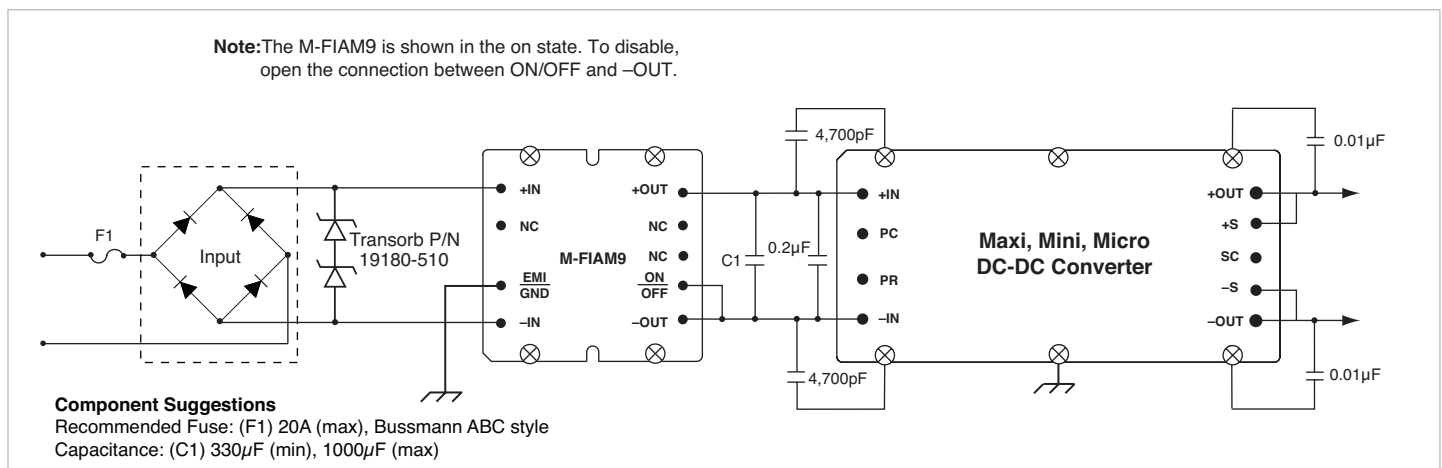 Note:The M-FIAM9 is shown in the on state. To disable,
open the connection between ON/OFF and –OUT.
F1
Input
Transorb P/N
19180-510
+IN
NC
EMI
GND
–IN
M-FIAM9
+OUT
NC
NC
ON
OFF
–OUT
C1
0.2µF
4,700pF
4,700pF
+IN
PC
PR
–IN
Maxi, Mini, Micro
DC-DC Converter
+OUT
+S
SC
–S
–OUT
0.01µF
0.01µF
Component Suggestions
Recommended Fuse: (F1) 20A (max), Bussmann ABC style
Capacitance: (C1) 330µF (min), 1000µF (max)